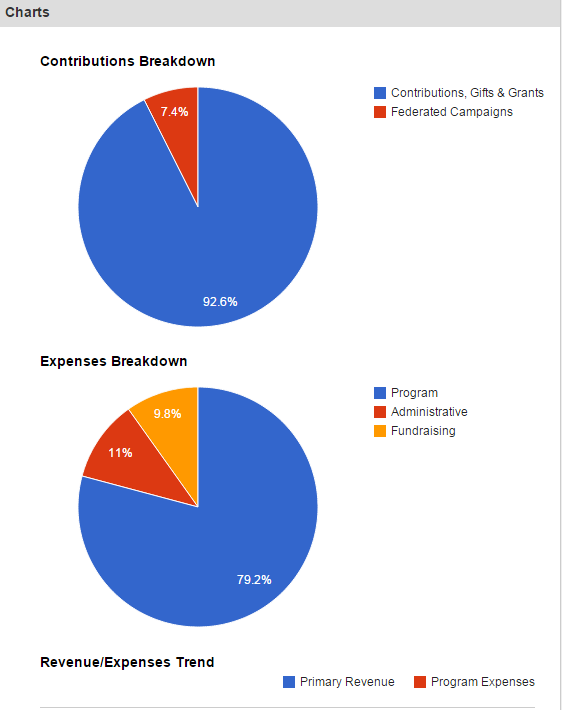 Charts
Contributions Breakdown
Contributions, Gifts & Grants
Federated Campaigns
7.4%
92.6%
Expenses Breakdown
Program
Administrative
Fundraising
9.8%
11%
79.2%
Revenue/Expenses Trend
Primary Revenue Program Expenses